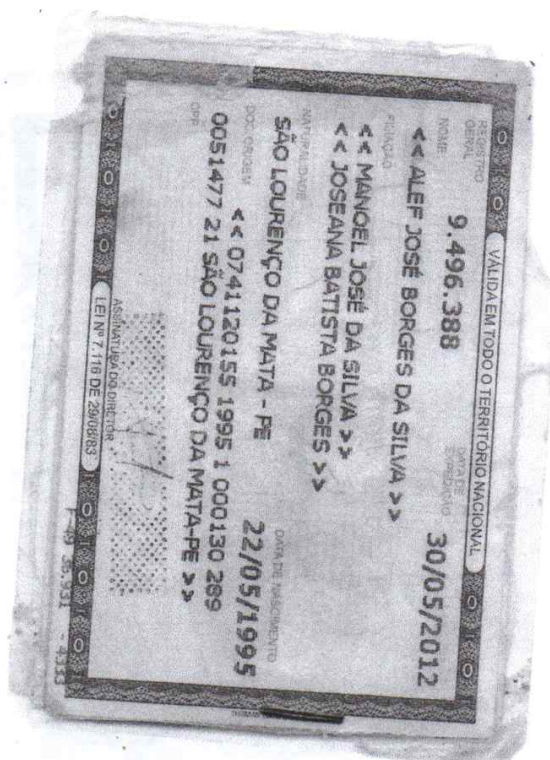 VÁLIDA EM TODO O TERRITÓRIO NACIONAL
REGISTRO GERAL 9.496.388 DATA DE EXPEDIÇÃO 30/05/2012
NOME
<< ALEF JOSÉ BORGES DA SILVA >>
FILIAÇÃO
<< MANOEL JOSÉ DA SILVA >>
<< JOSEANA BATISTA BORGES >>
NATURALIDADE DATA DE NASCIMENTO
SÃO LOURENÇO DA MATA - PE 22/05/1995
DOC ORIGEM
<< 0741120155 1995 1 000130 289
0051477 21 SÃO LOURENÇO DA MATA-PE >>
CPF
ASSINATURA DO DIRETOR
LEI Nº 7.116 DE 29/08/83